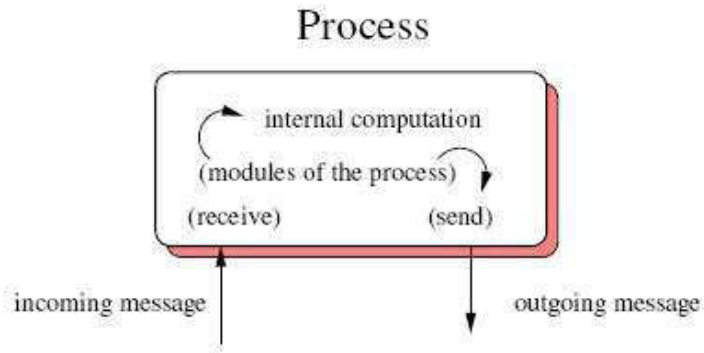 Process
internal computation
(modules of the process)
(receive)
(send)
incoming message
outgoing message